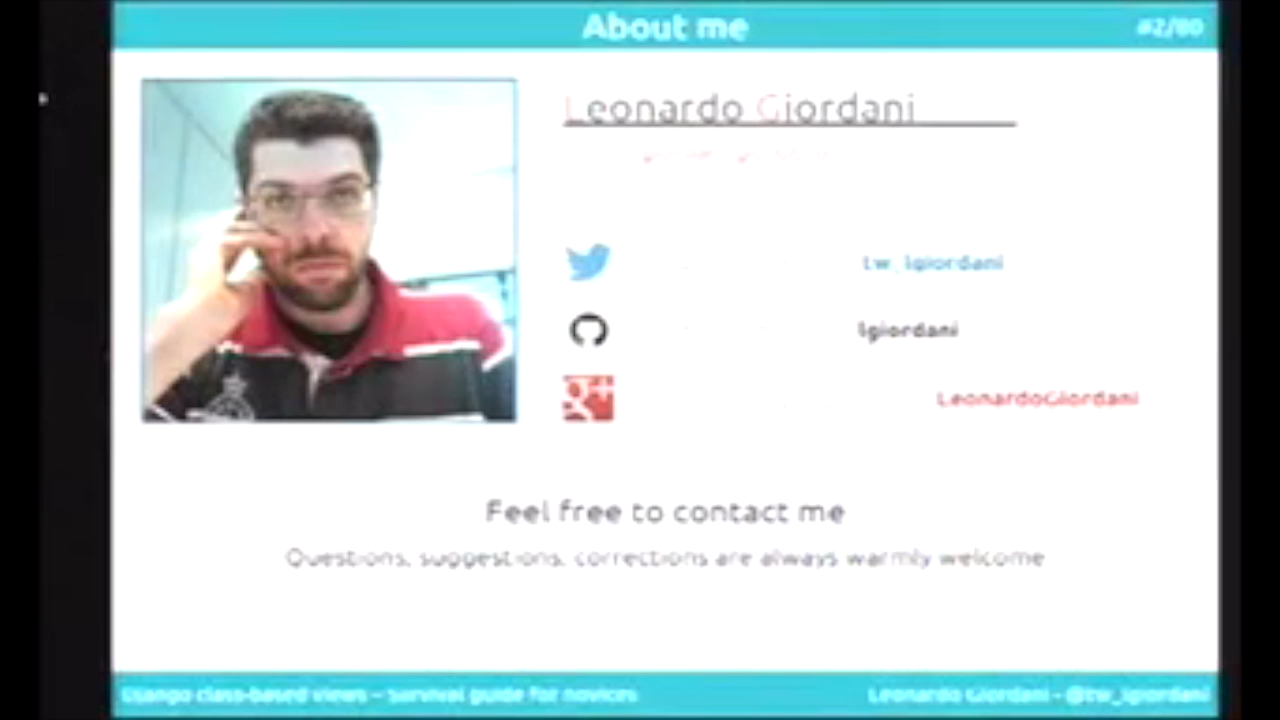 About me
#2/80
Leonardo Giordani
tw_lgiordani
lgiordani
g+
LeonardoGiordani
Feel free to contact me
Questions, suggestions, corrections are always warmly welcome
Django class-based views – Survival guide for novices
Leonardo Giordani - @tw_lgiordani